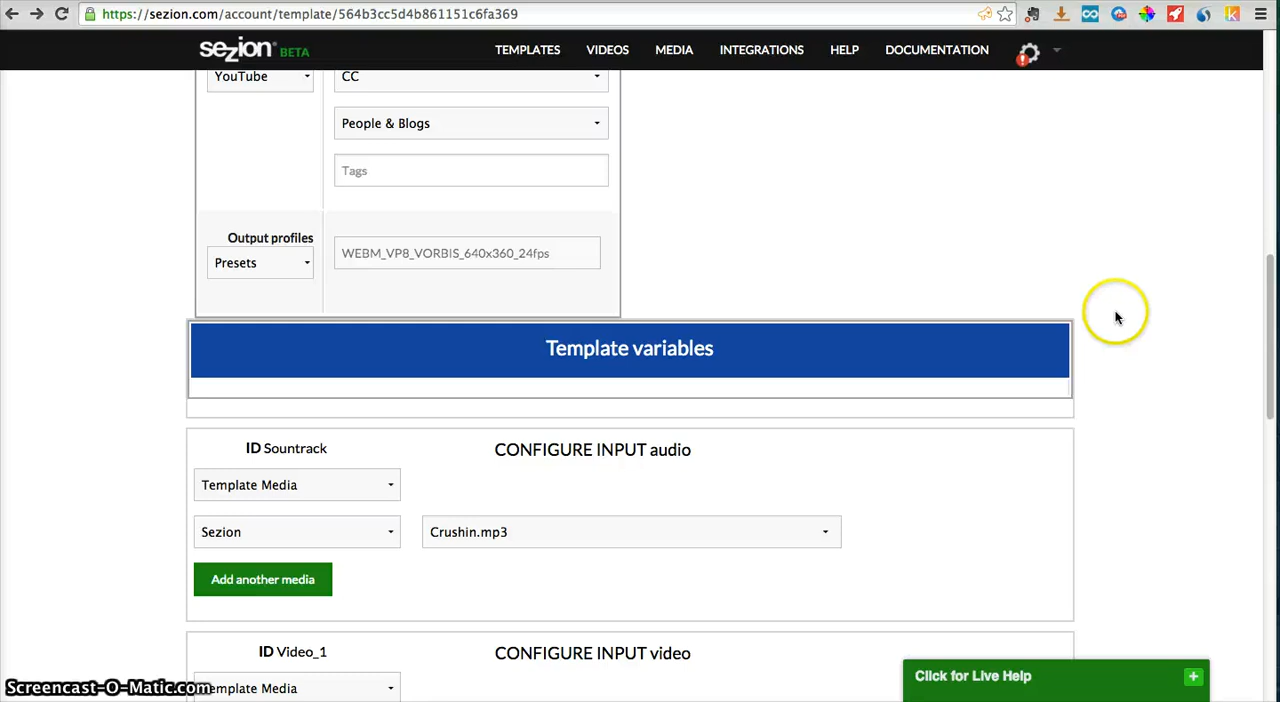 https://sezion.com/account/template/564b3cc5d4b861151c6fa369
sezion BETA
TEMPLATES VIDEOS MEDIA INTEGRATIONS HELP DOCUMENTATION
YouTube CC
People & Blogs
Tags
Output profiles
Presets WEBM_VP8_VORBIS_640x360_24fps
Template variables
ID Sountrack CONFIGURE INPUT audio
Template Media
Sezion Crushin.mp3
Add another media
ID Video_1 CONFIGURE INPUT video
Template Media
Click for Live Help +
Screencast-O-Matic.com